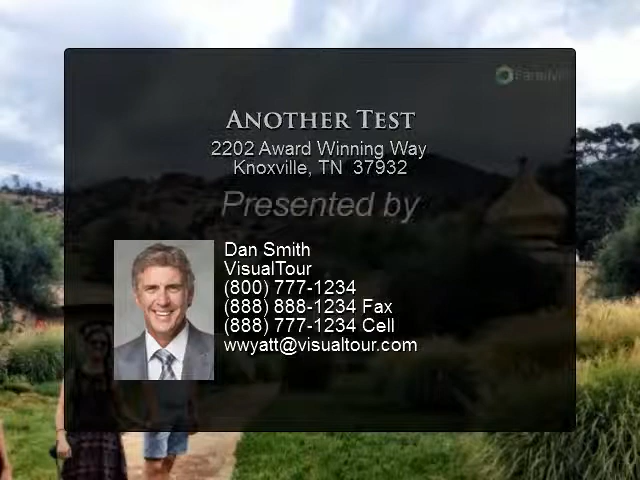 ANOTHER TEST
2202 Award Winning Way
Knoxville, TN 37932
Presented by
Dan Smith
VisualTour
(800) 777-1234
(888) 888-1234 Fax
(888) 777-1234 Cell
wwyatt@visualtour.com